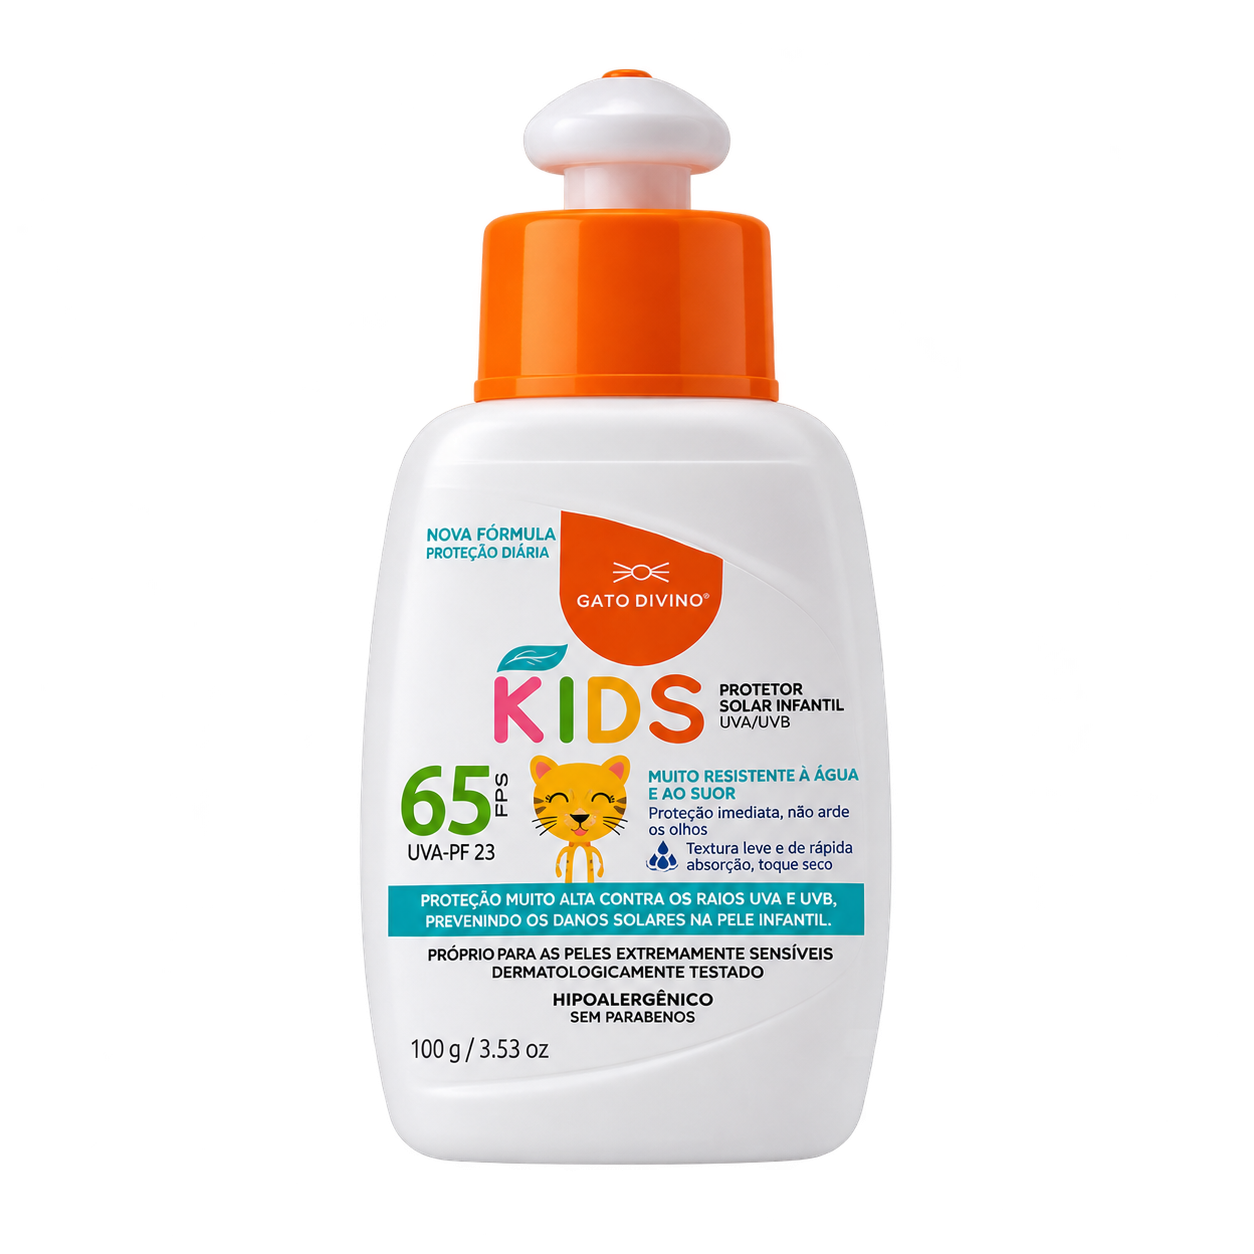 NOVA FÓRMULA
PROTEÇÃO DIÁRIA
GATO DIVINO®
KIDS
PROTETOR
SOLAR INFANTIL
UVA/UVB
65
FPS
UVA-PF 23
MUITO RESISTENTE À ÁGUA
E AO SUOR
Proteção imediata, não arde
os olhos
Textura leve e de rápida
absorção, toque seco
PROTEÇÃO MUITO ALTA CONTRA OS RAIOS UVA E UVB,
PREVENINDO OS DANOS SOLARES NA PELE INFANTIL.
PRÓPRIO PARA AS PELES EXTREMAMENTE SENSÍVEIS
DERMATOLOGICAMENTE TESTADO
HIPOALERGÊNICO
SEM PARABENOS
100 g / 3.53 oz